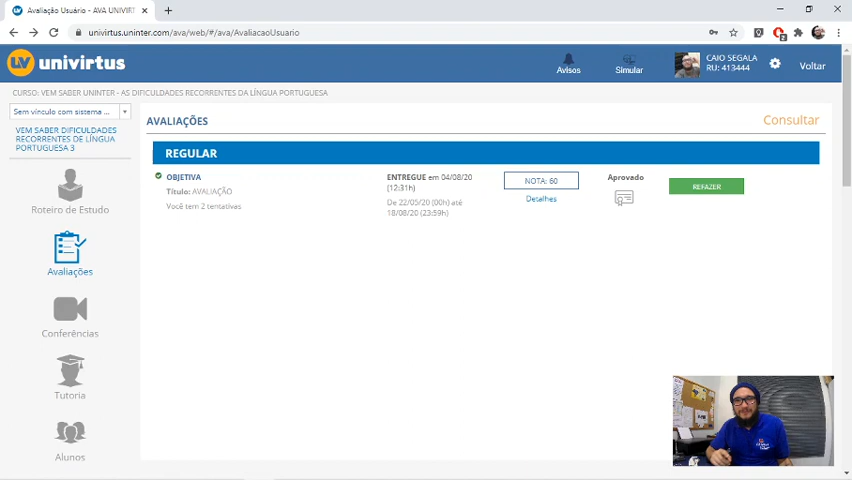 Avaliação Usuário - AVA UNIVIRT
univirtus.uninter.com/ava/web/#/ava/AvaliacaoUsuario
UV univirtus
Avisos
Simular
CAIO SEGALA
RU: 413444
Voltar
CURSO: VEM SABER UNINTER - AS DIFICULDADES RECORRENTES DA LÍNGUA PORTUGUESA
Sem vínculo com sistema ...
VEM SABER DIFICULDADES
RECORRENTES DE LÍNGUA
PORTUGUESA 3
Roteiro de Estudo
Avaliações
Conferências
Tutoria
Alunos
AVALIAÇÕES
Consultar
REGULAR
OBJETIVA
Título: AVALIAÇÃO
Você tem 2 tentativas
ENTREGUE em 04/08/20
(12:31h)
De 22/05/20 (00h) até
18/08/20 (23:59h)
NOTA: 60
Detalhes
Aprovado
REFAZER